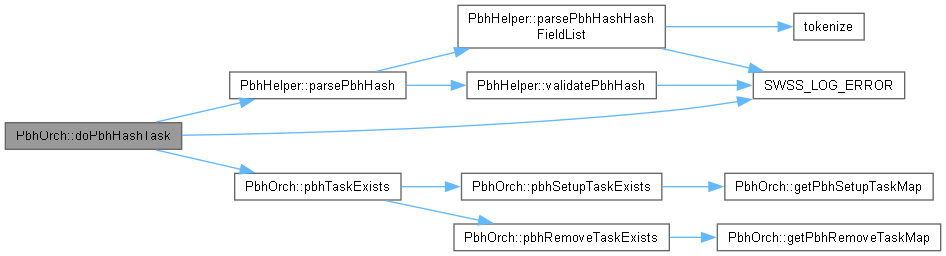 PbhHelper::parsePbhHashHash
FieldList
tokenize
PbhHelper::parsePbhHash
PbhHelper::validatePbhHash
SWSS_LOG_ERROR
PbhOrch::doPbhHashTask
PbhOrch::pbhTaskExists
PbhOrch::pbhSetupTaskExists
PbhOrch::getPbhSetupTaskMap
PbhOrch::pbhRemoveTaskExists
PbhOrch::getPbhRemoveTaskMap